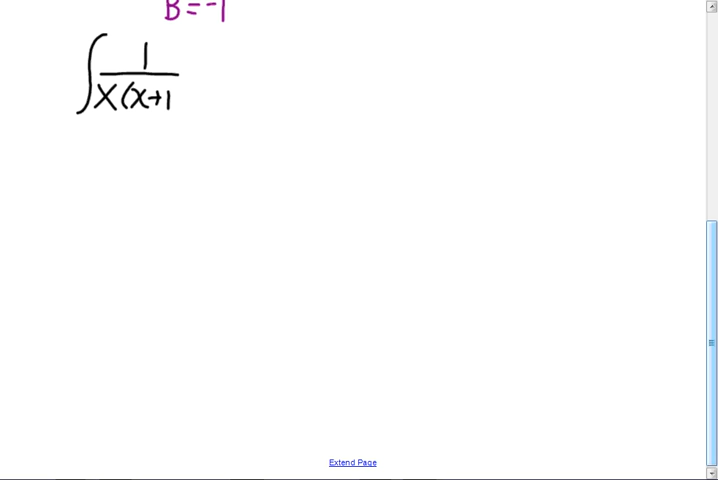 B = -1
∫ 1
X(x+1
Extend Page